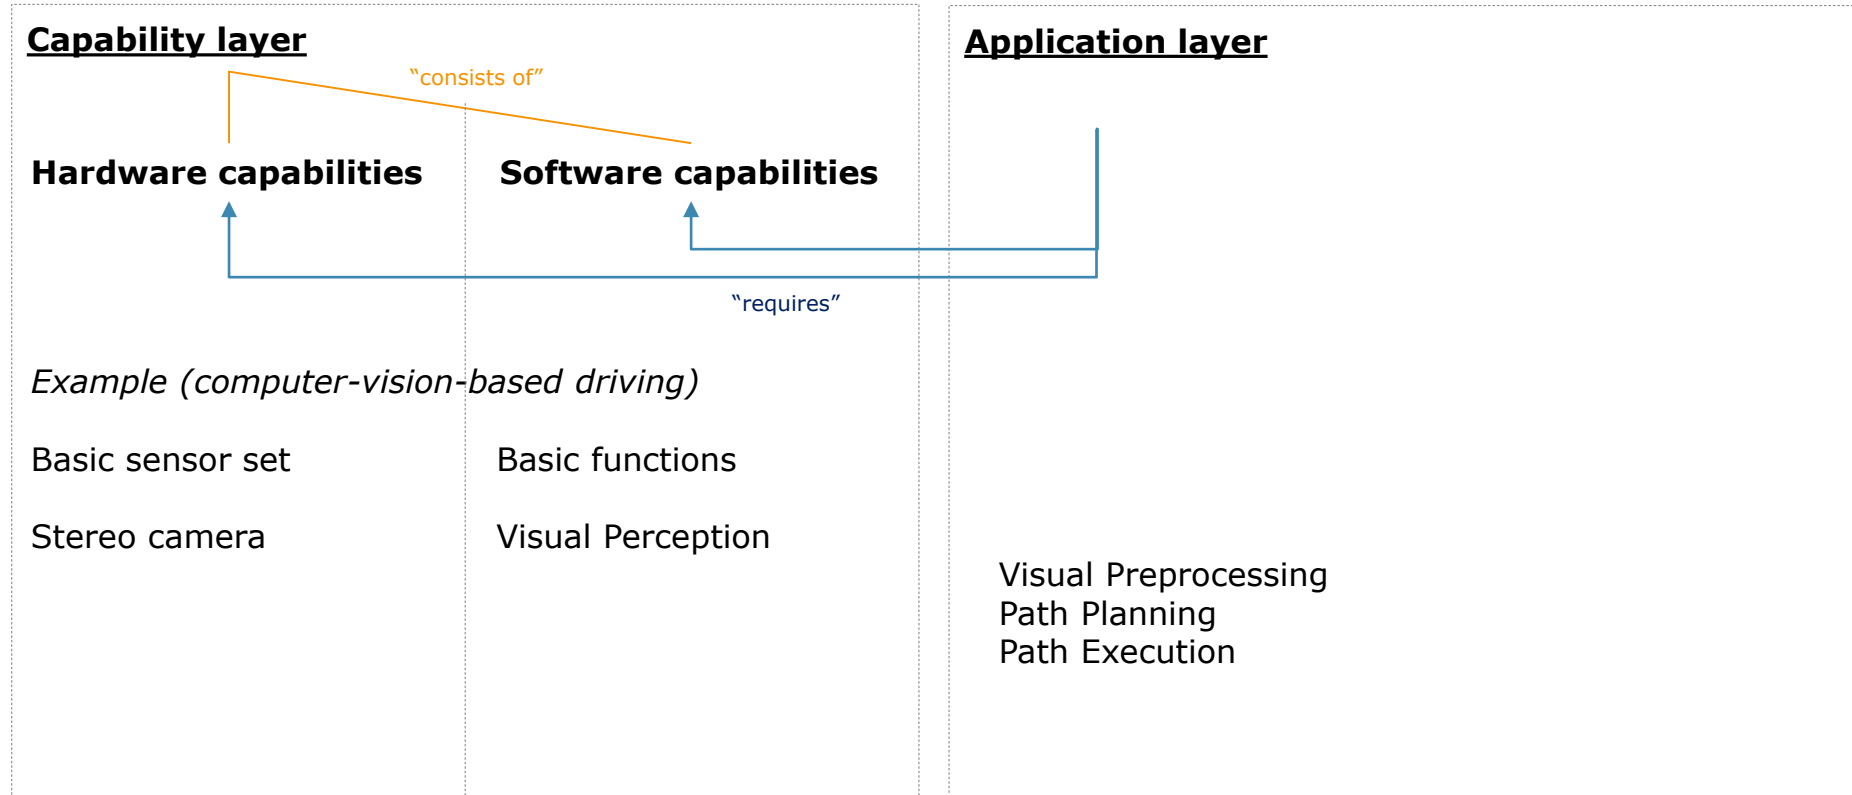 Capability layer
“consists of”
Hardware capabilities
Software capabilities
“requires”
Example (computer-vision-based driving)
Basic sensor set
Basic functions
Stereo camera
Visual Perception
Application layer
Visual Preprocessing
Path Planning
Path Execution